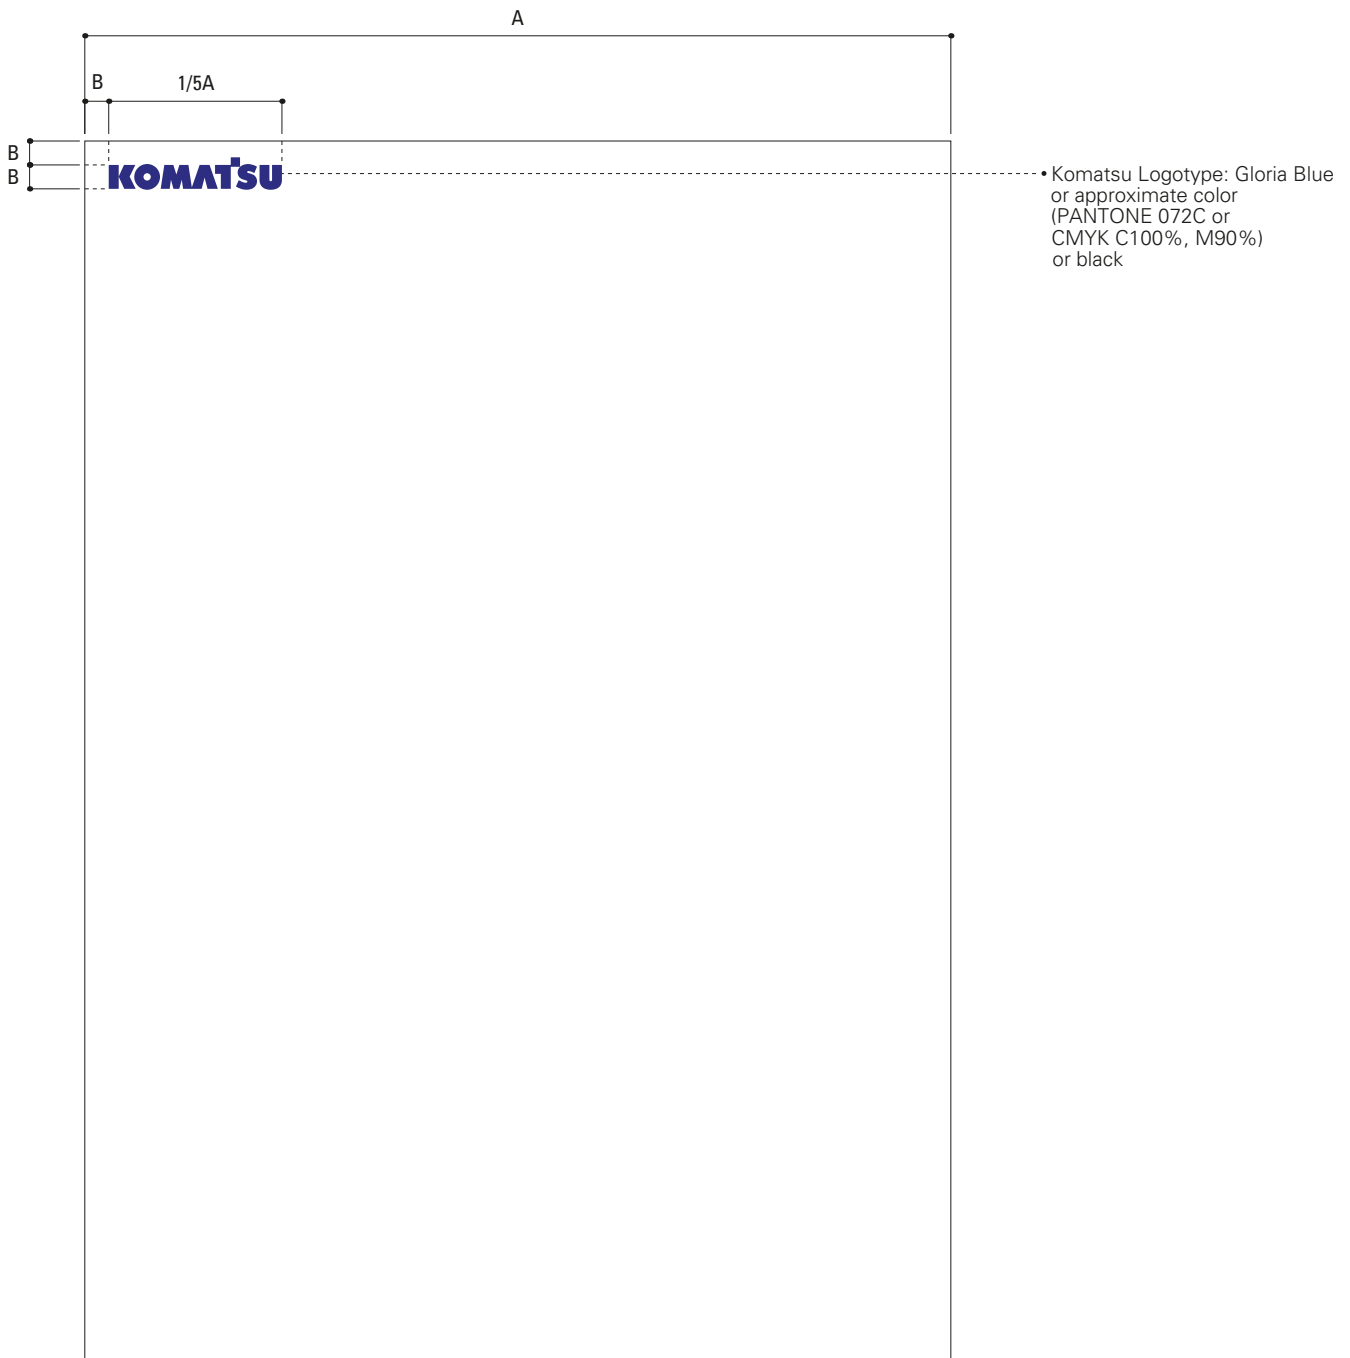 A
B
1/5A
B
B
KOMATSU
• Komatsu Logotype: Gloria Blue
or approximate color
(PANTONE 072C or
CMYK C100%, M90%)
or black